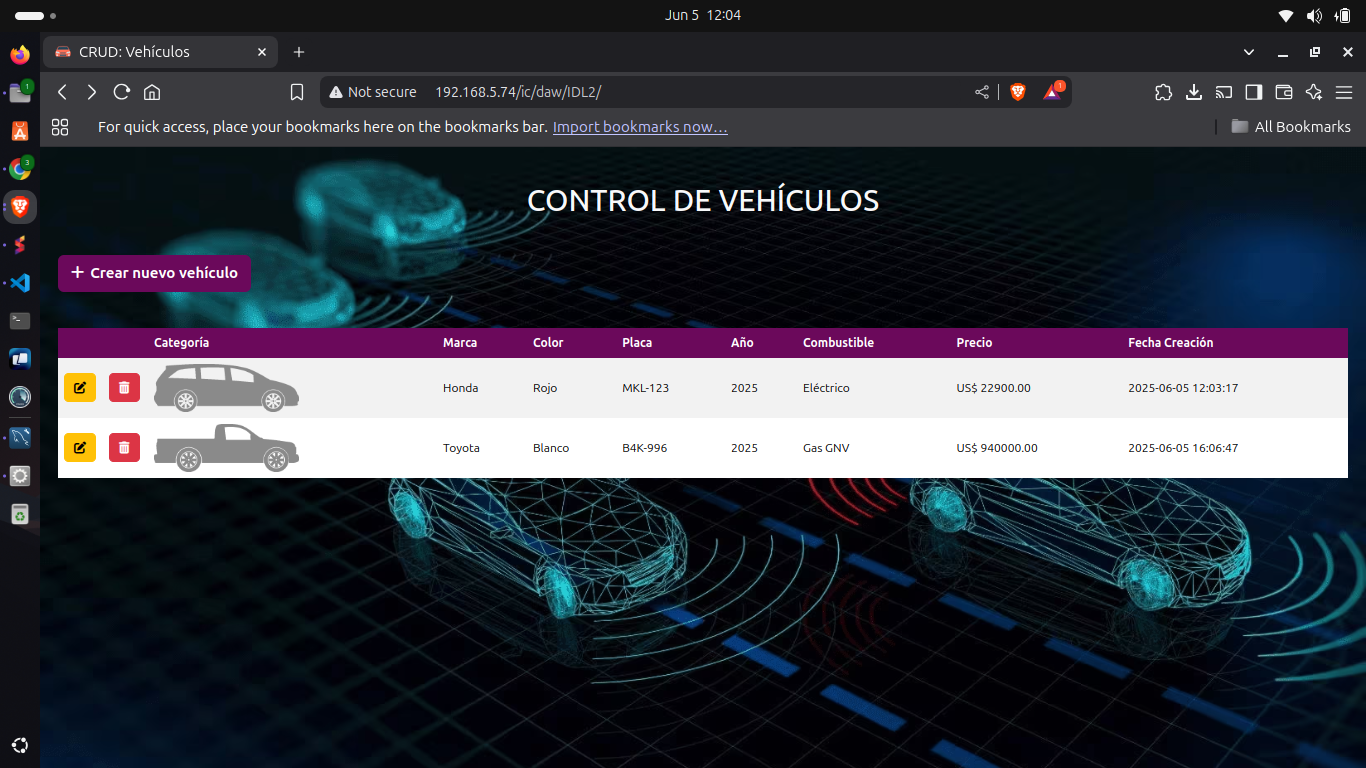 Jun 5 12:04
CRUD: Vehículos
Not secure 192.168.5.74/ic/daw/IDL2/
1
For quick access, place your bookmarks here on the bookmarks bar. Import bookmarks now…
All Bookmarks
1
3
CONTROL DE VEHÍCULOS
+ Crear nuevo vehículo
Categoría Marca Color Placa Año Combustible Precio Fecha Creación
Honda Rojo MKL-123 2025 Eléctrico US$ 22900.00 2025-06-05 12:03:17
Toyota Blanco B4K-996 2025 Gas GNV US$ 940000.00 2025-06-05 16:06:47